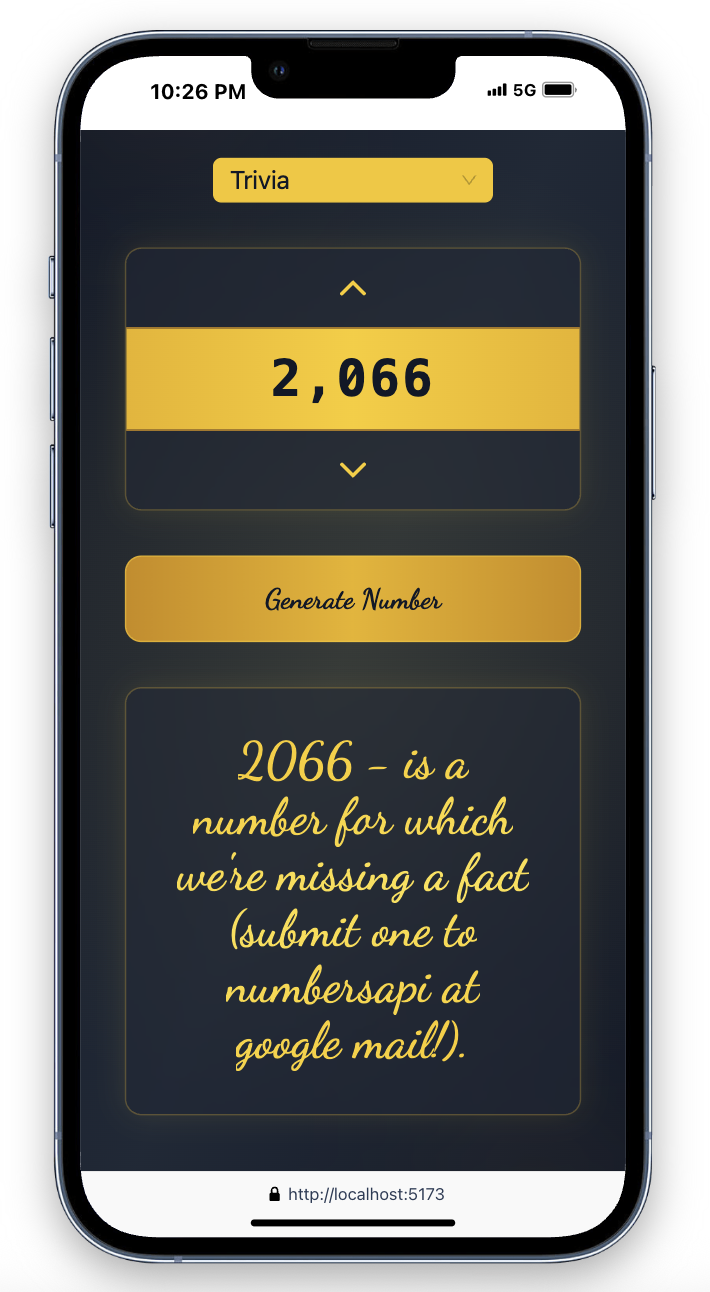 10:26 PM 5G
Trivia
2,066
Generate Number
2066 - is a
number for which
we're missing a fact
(submit one to
numbersapi at
google mail!).
http://localhost:5173